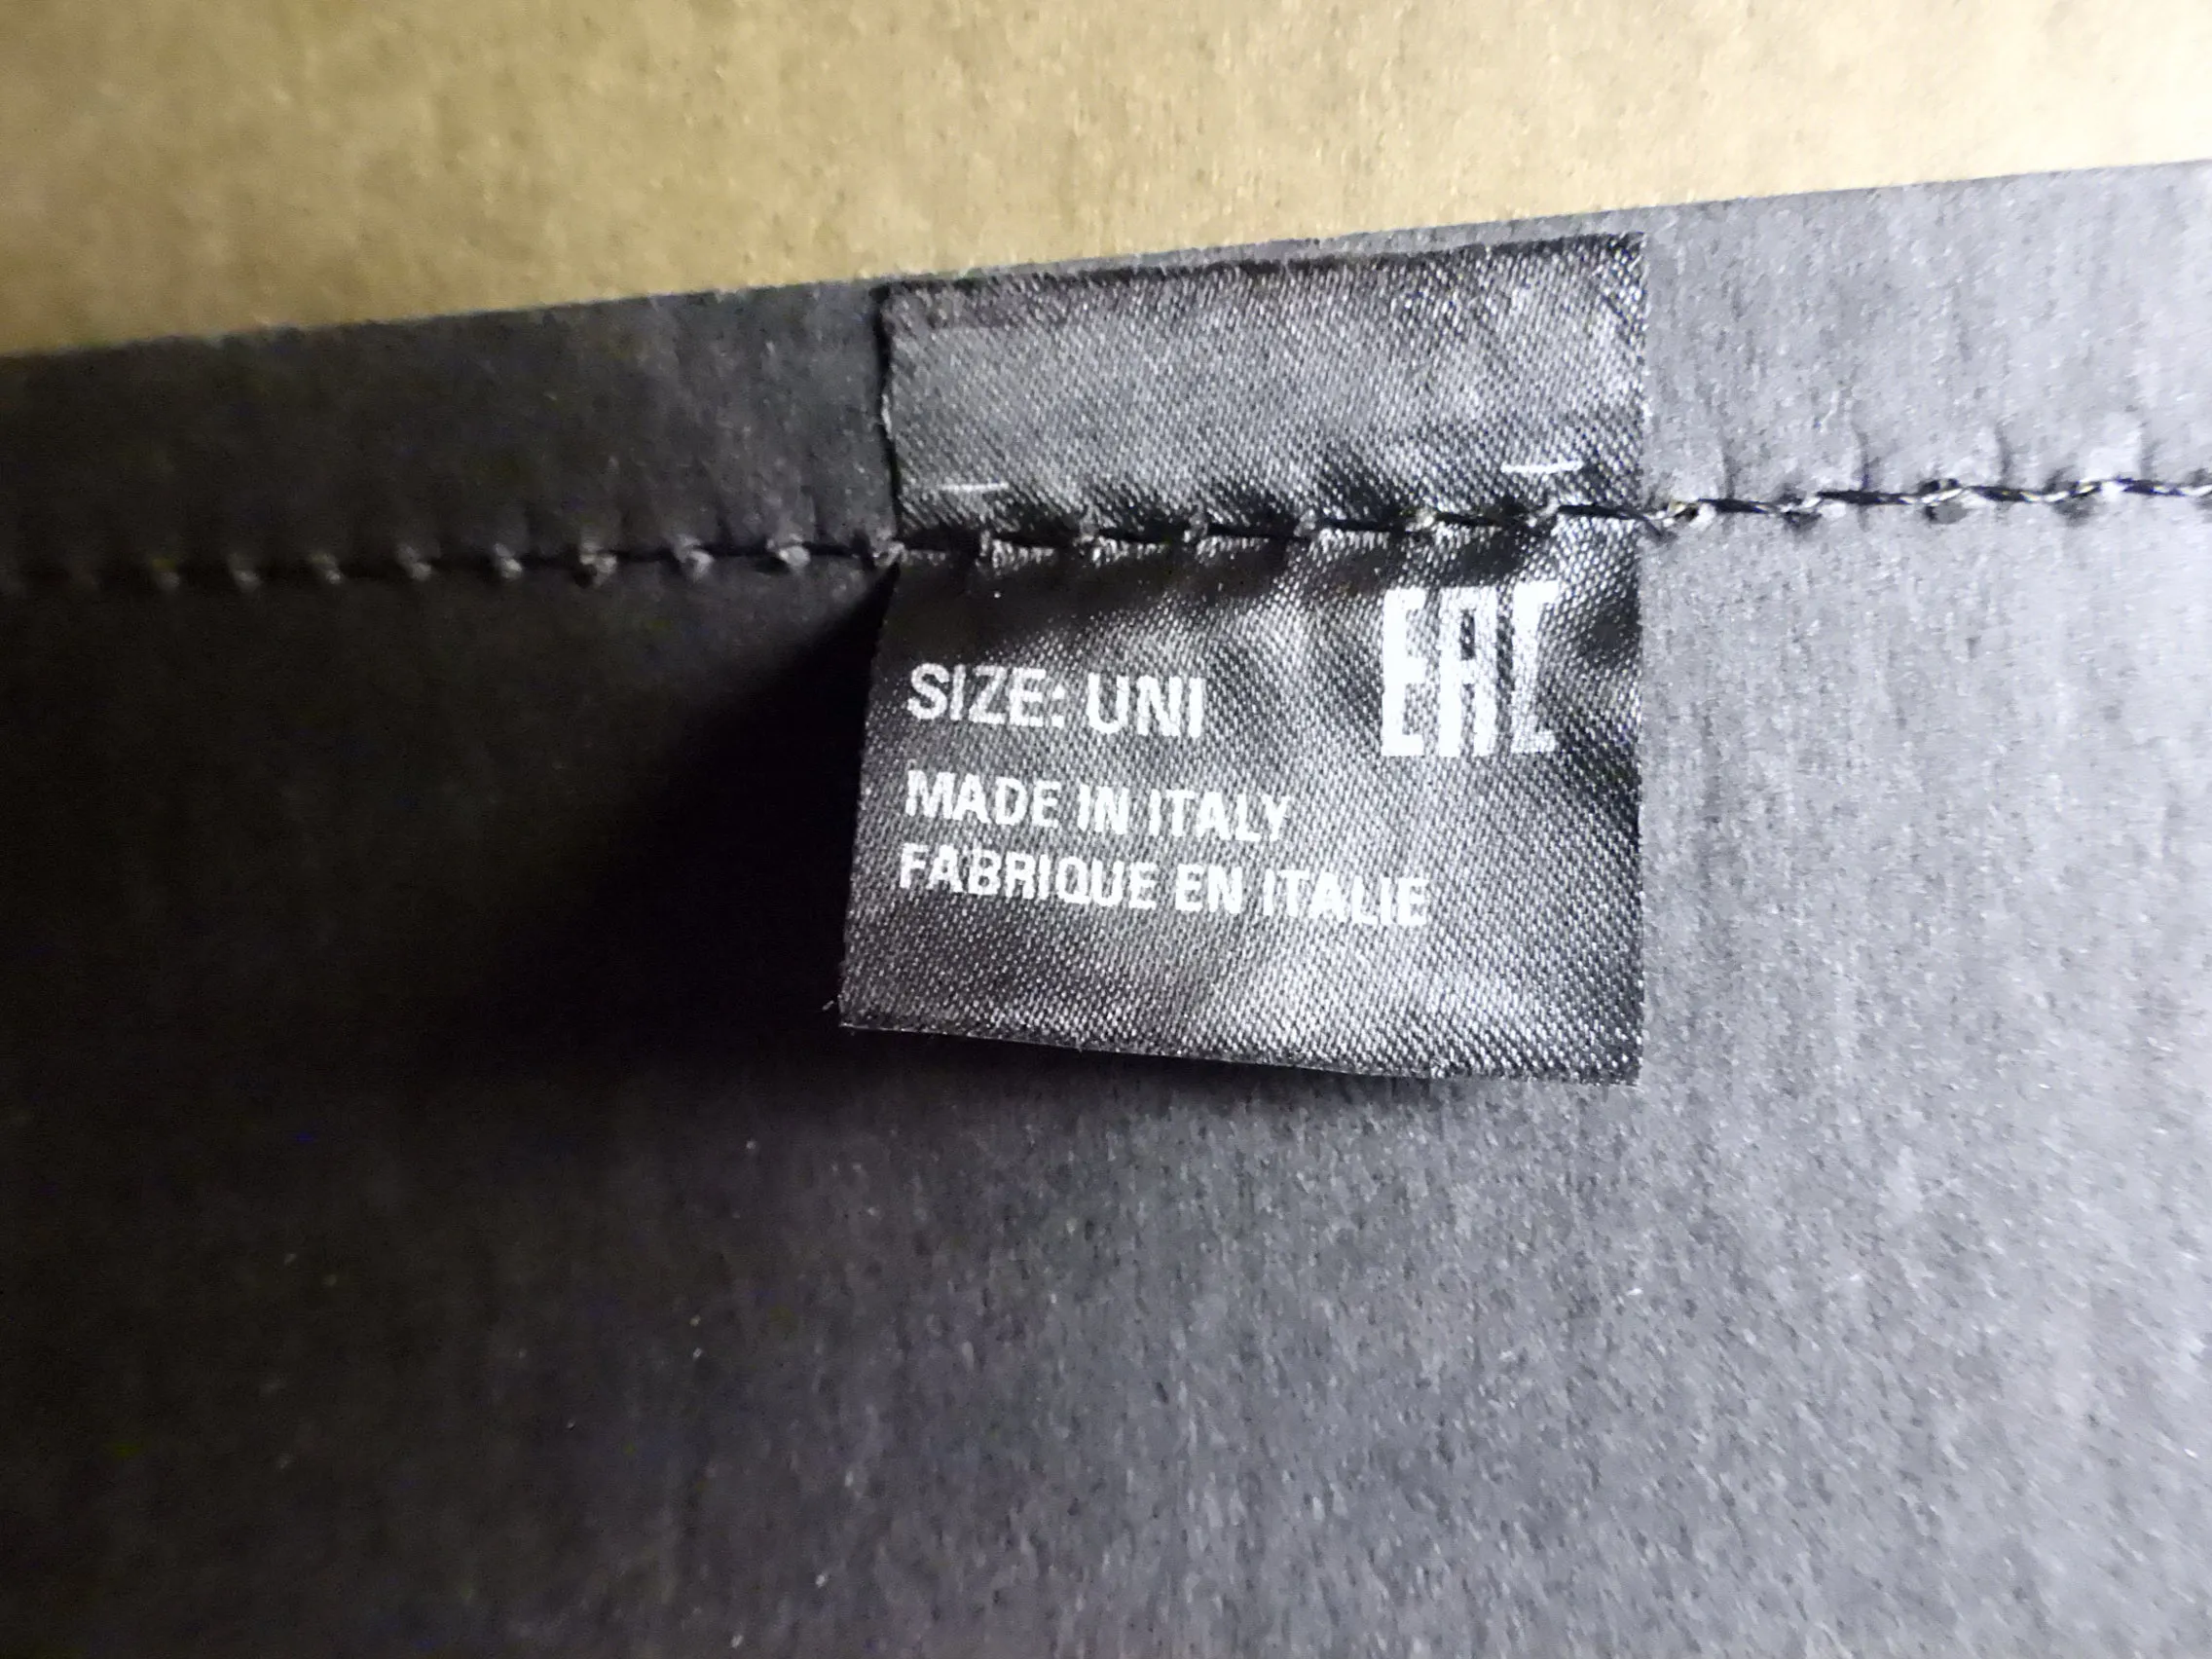 SIZE: UNI
EAC
MADE IN ITALY
FABRIQUE EN ITALIE